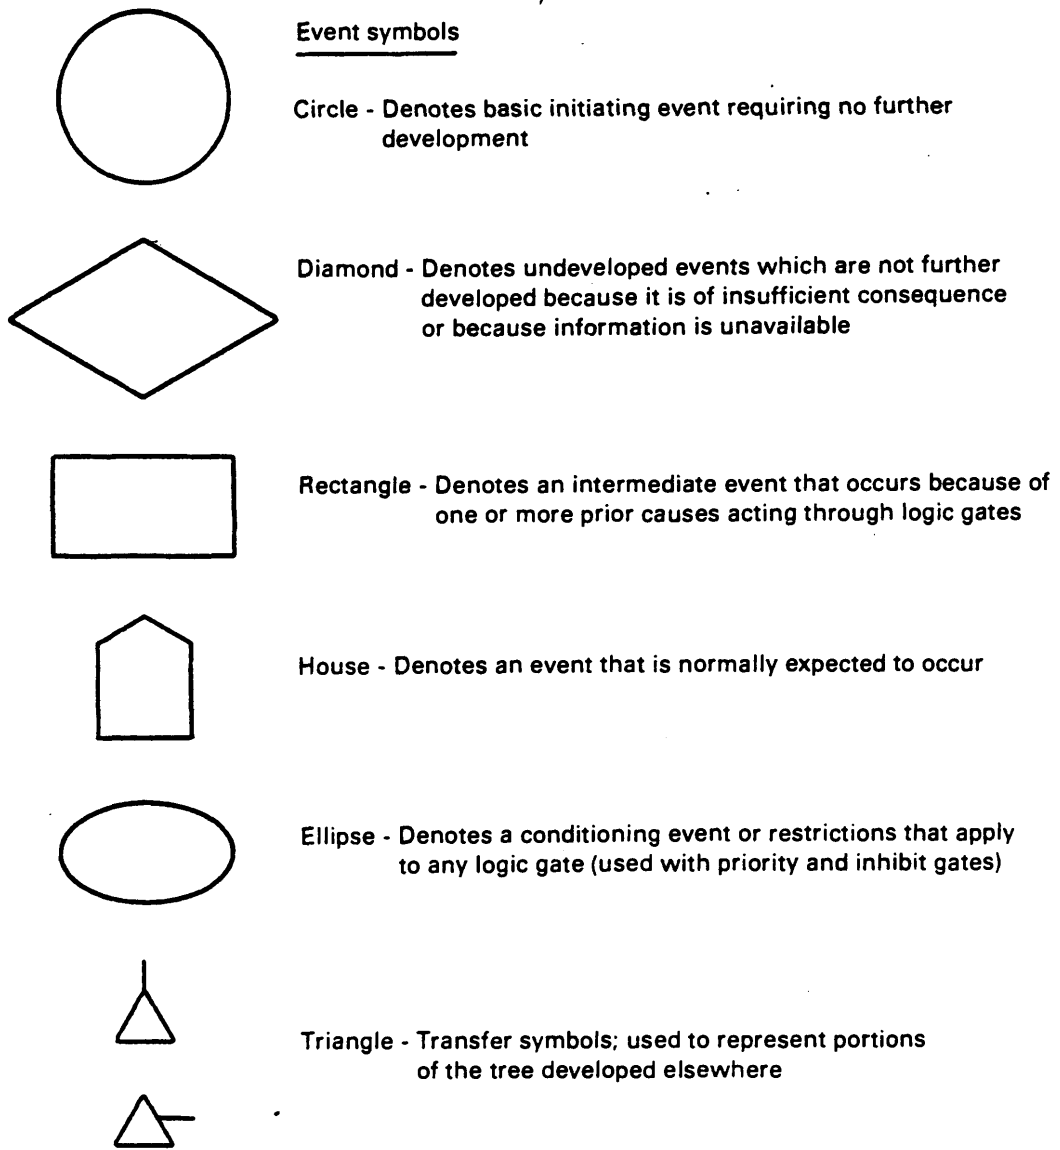 Event symbols
Circle - Denotes basic initiating event requiring no further
development
Diamond - Denotes undeveloped events which are not further
developed because it is of insufficient consequence
or because information is unavailable
Rectangle - Denotes an intermediate event that occurs because of
one or more prior causes acting through logic gates
House - Denotes an event that is normally expected to occur
Ellipse - Denotes a conditioning event or restrictions that apply
to any logic gate (used with priority and inhibit gates)
Triangle - Transfer symbols; used to represent portions
of the tree developed elsewhere